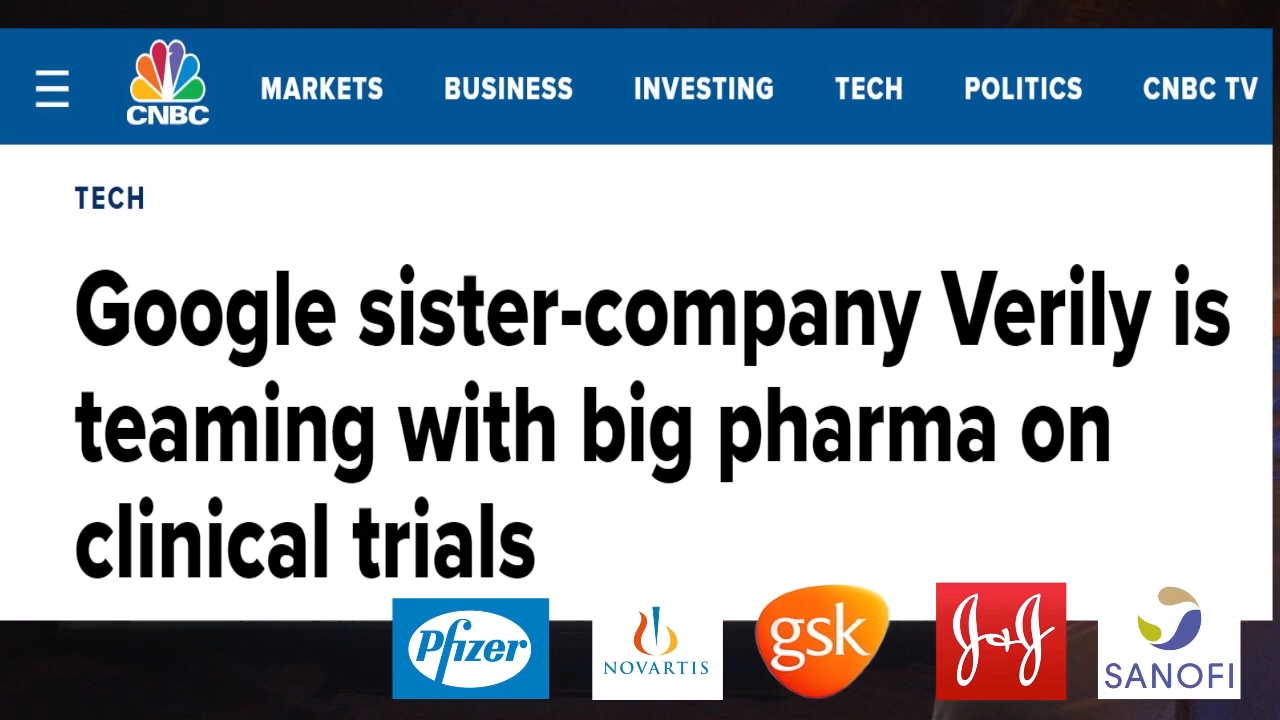 CNBC MARKETS BUSINESS INVESTING TECH POLITICS CNBC TV
TECH
Google sister-company Verily is
teaming with big pharma on
clinical trials
Pfizer NOVARTIS gsk J&J SANOFI